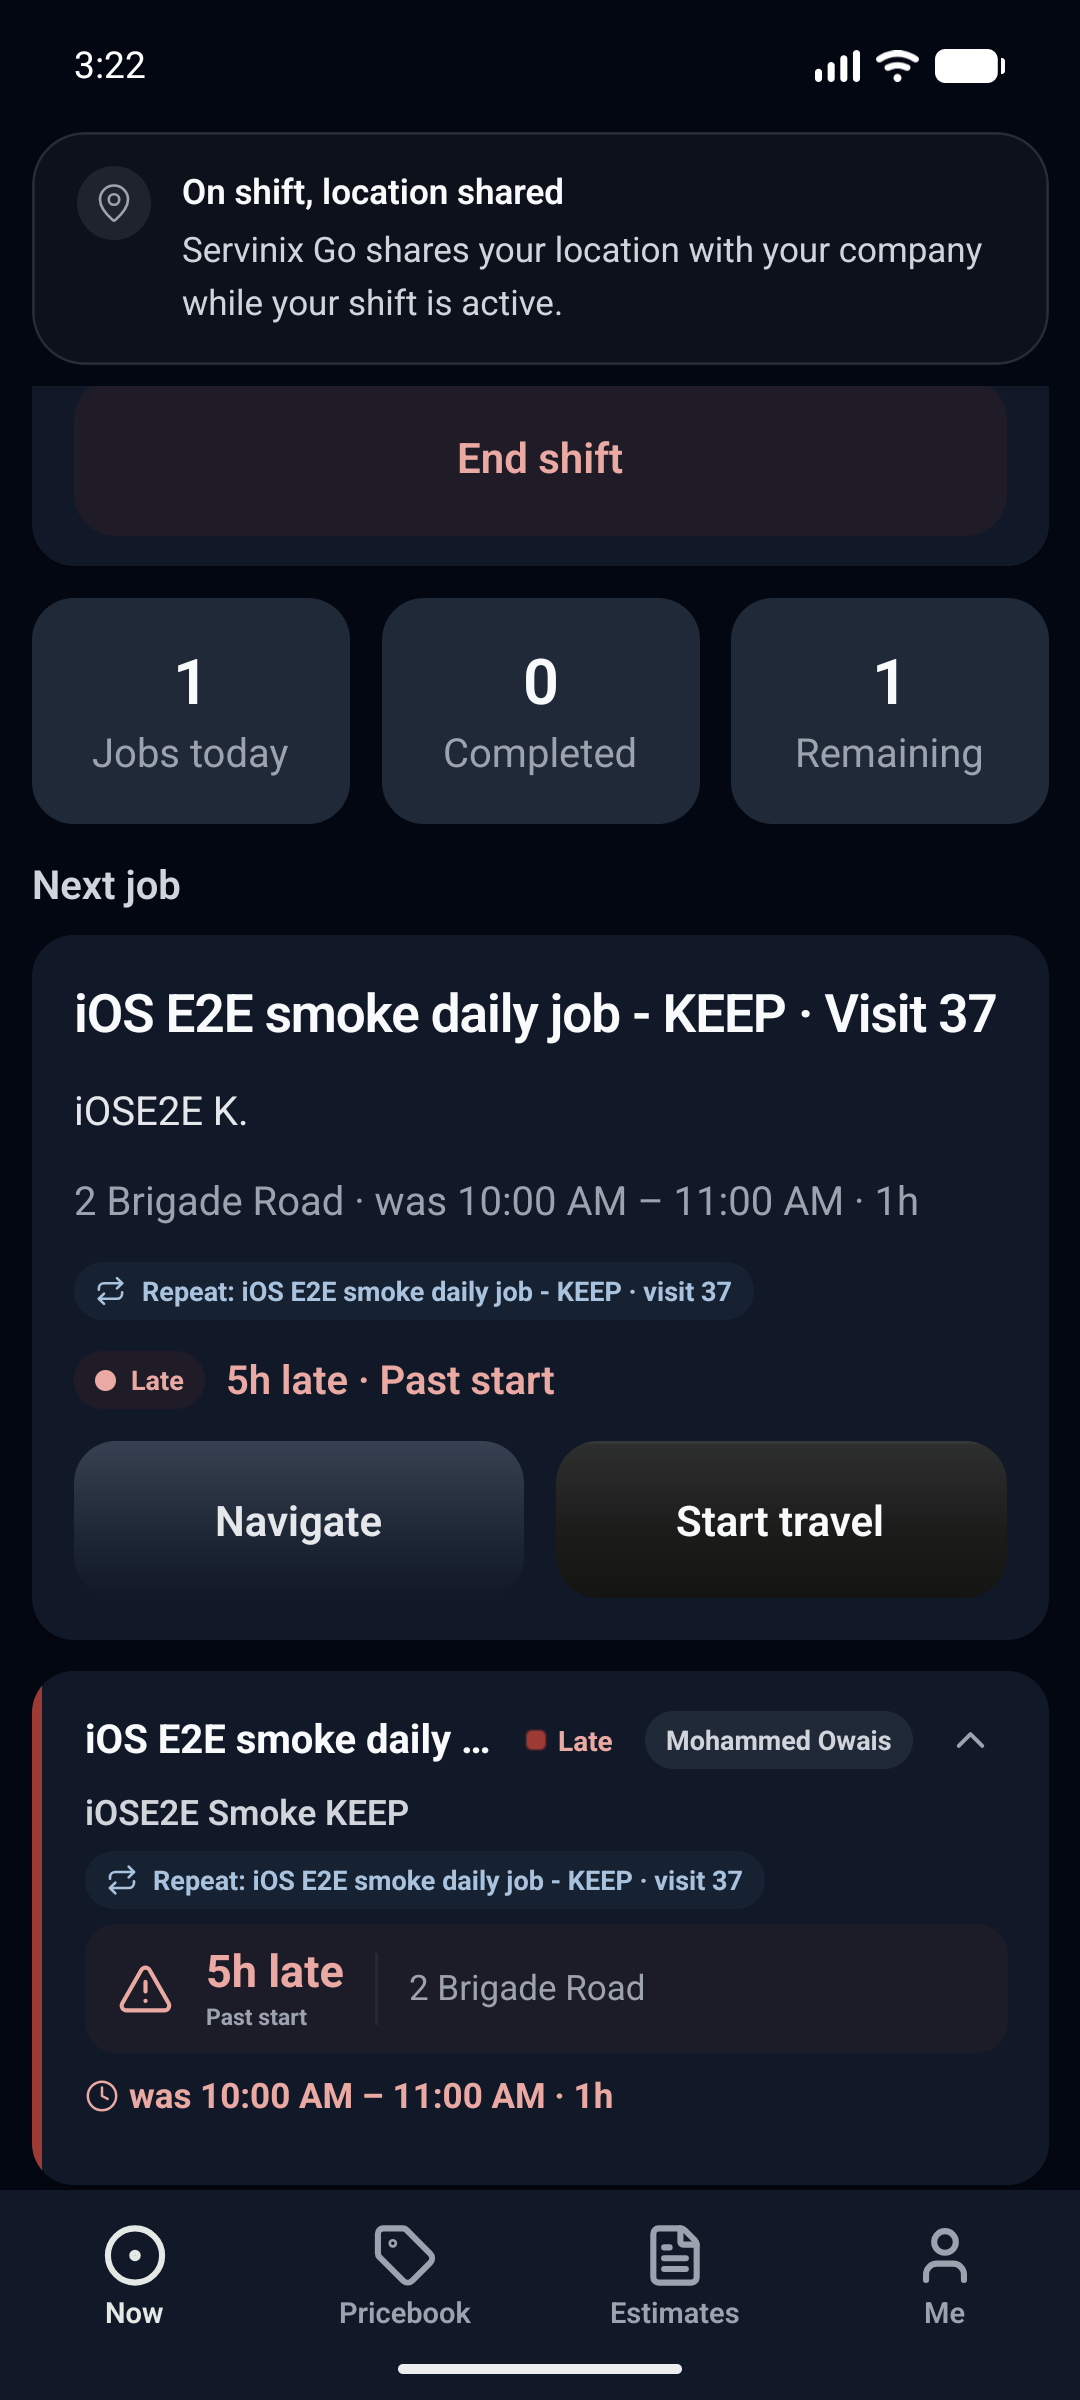 3:22
On shift, location shared
Servinix Go shares your location with your company
while your shift is active.
End shift
1
Jobs today
0
Completed
1
Remaining
Next job
iOS E2E smoke daily job - KEEP · Visit 37
iOSE2E K.
2 Brigade Road · was 10:00 AM – 11:00 AM · 1h
Repeat: iOS E2E smoke daily job - KEEP · visit 37
Late
5h late · Past start
Navigate
Start travel
iOS E2E smoke daily ...
Late
Mohammed Owais
iOSE2E Smoke KEEP
Repeat: iOS E2E smoke daily job - KEEP · visit 37
5h late
Past start
2 Brigade Road
was 10:00 AM – 11:00 AM · 1h
Now
Pricebook
Estimates
Me